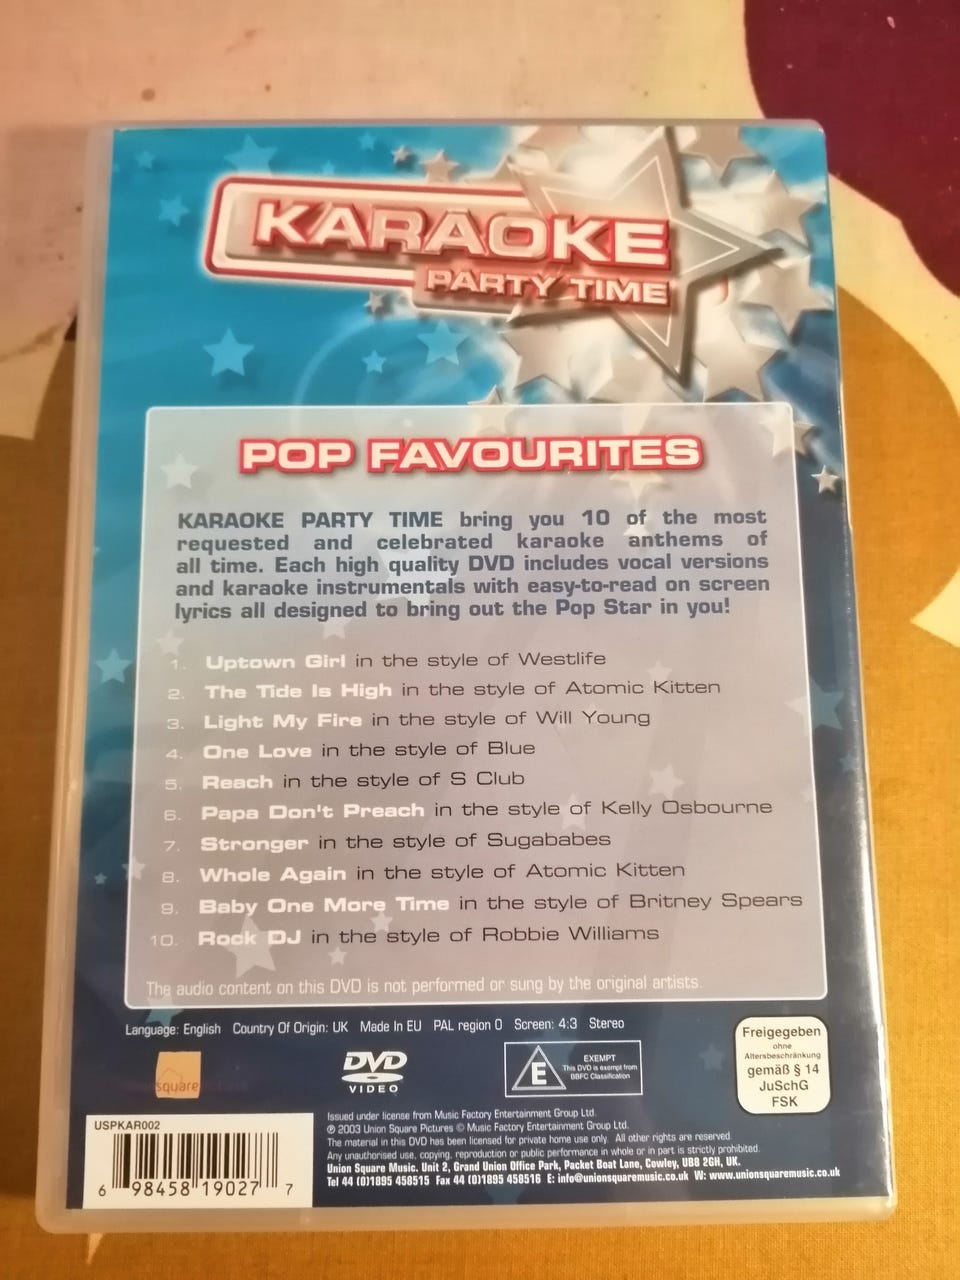 KARAOKE
PARTY TIME
POP FAVOURITES
KARAOKE PARTY TIME bring you 10 of the most
requested and celebrated karaoke anthems of
all time. Each high quality DVD includes vocal versions
and karaoke instrumentals with easy-to-read on screen
lyrics all designed to bring out the Pop Star in you!
1. Uptown Girl in the style of Westlife
2. The Tide Is High in the style of Atomic Kitten
3. Light My Fire in the style of Will Young
4. One Love in the style of Blue
5. Reach in the style of S Club
6. Papa Don't Preach in the style of Kelly Osbourne
7. Stronger in the style of Sugababes
8. Whole Again in the style of Atomic Kitten
9. Baby One More Time in the style of Britney Spears
10. Rock DJ in the style of Robbie Williams
The audio content on this DVD is not performed or sung by the original artists.
Language: English Country Of Origin: UK Made In EU PAL region 0 Screen: 4:3 Stereo
square
DVD
VIDEO
E
EXEMPT
This DVD is exempt from
BBFC Classification
Freigegeben
ohne
Altersbeschränkung
gemäß § 14
JuSchG
FSK
USPKAR002
6 98458 19027 7
Issued under license from Music Factory Entertainment Group Ltd.
℗ 2003 Union Square Pictures © Music Factory Entertainment Group Ltd.
The material in this DVD has been licensed for private home use only. All other rights are reserved.
Any unauthorised use, copying, reproduction or public performance in whole or in part is strictly prohibited.
Union Square Music. Unit 2, Grand Union Office Park, Packet Boat Lane, Cowley, UB8 2GH, UK.
Tel 44 (0)1895 458515 Fax 44 (0)1895 458516 E: info@unionsquaremusic.co.uk W: www.unionsquaremusic.co.uk